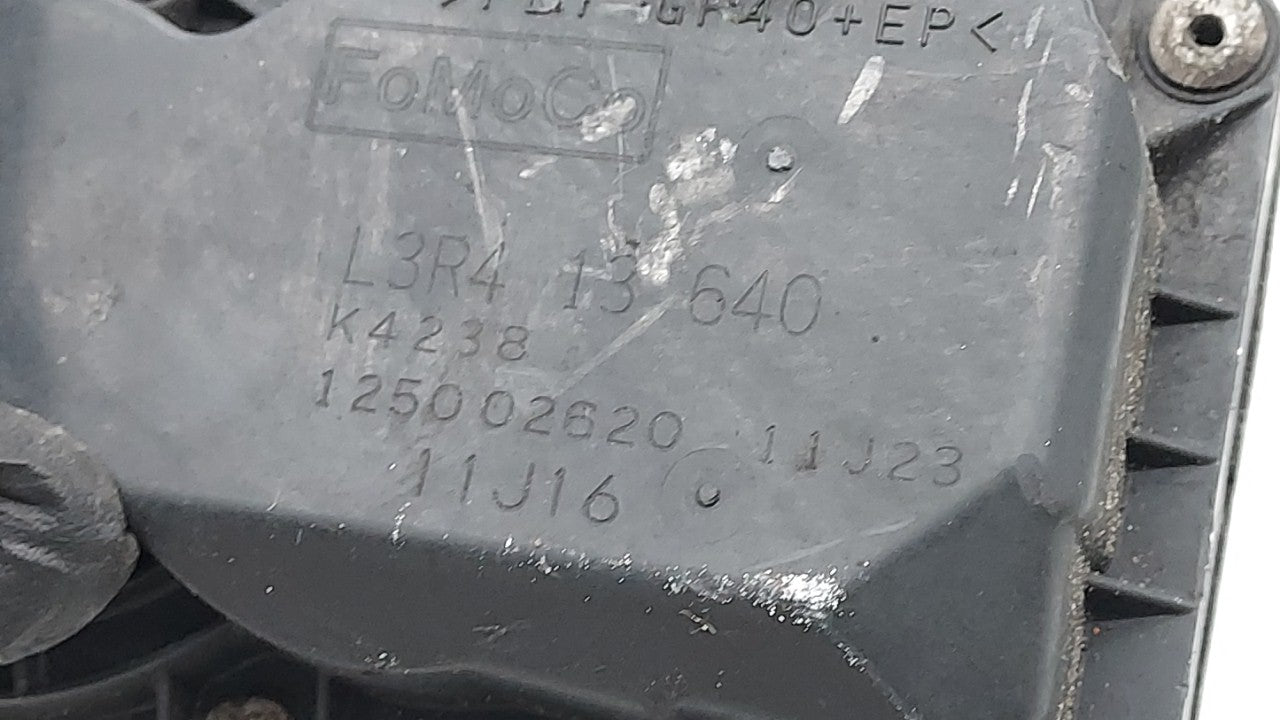 GF40+EP<
FoMoCo
L3R4 13 640
K4238
125002620 11J23
11J16